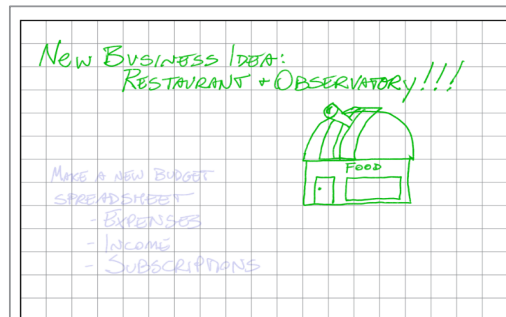 New Business Idea:
Restaurant + Observatory!!!
Food
Make a new budget
spreadsheet
- Expenses
- Income
- Subscriptions